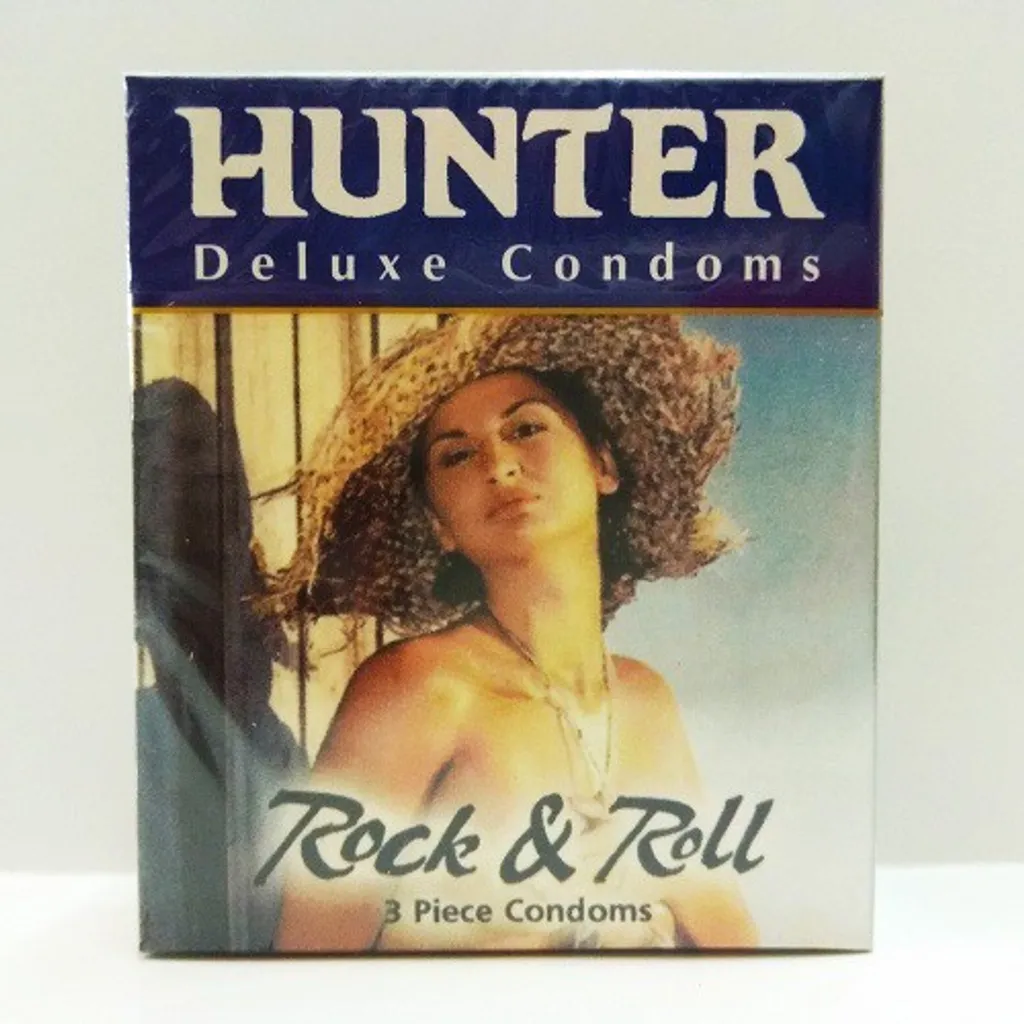 HUNTER
Deluxe Condoms
Rock & Roll
3 Piece Condoms